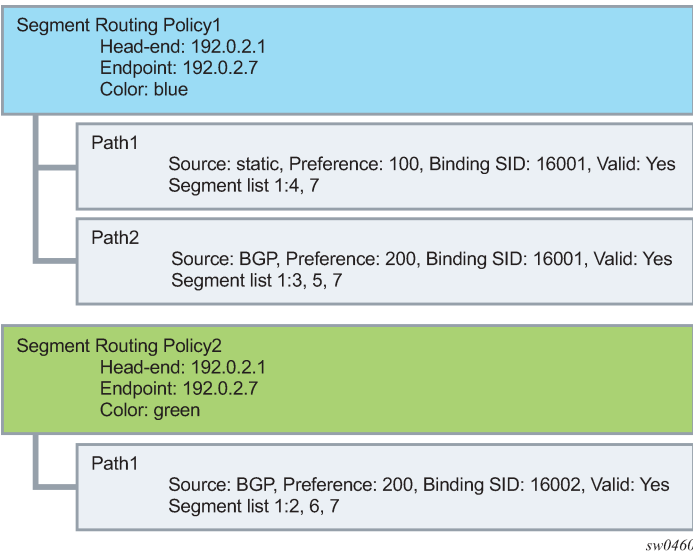 Segment Routing Policy1
Head-end: 192.0.2.1
Endpoint: 192.0.2.7
Color: blue
Path1
Source: static, Preference: 100, Binding SID: 16001, Valid: Yes
Segment list 1:4, 7
Path2
Source: BGP, Preference: 200, Binding SID: 16001, Valid: Yes
Segment list 1:3, 5, 7
Segment Routing Policy2
Head-end: 192.0.2.1
Endpoint: 192.0.2.7
Color: green
Path1
Source: BGP, Preference: 200, Binding SID: 16002, Valid: Yes
Segment list 1:2, 6, 7
sw0460